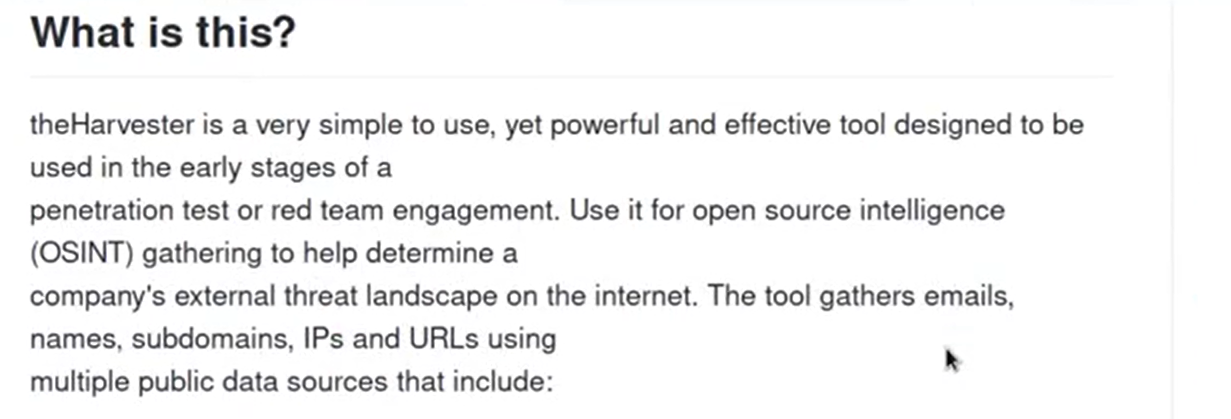 What is this?
theHarvester is a very simple to use, yet powerful and effective tool designed to be
used in the early stages of a
penetration test or red team engagement. Use it for open source intelligence
(OSINT) gathering to help determine a
company's external threat landscape on the internet. The tool gathers emails,
names, subdomains, IPs and URLs using
multiple public data sources that include: